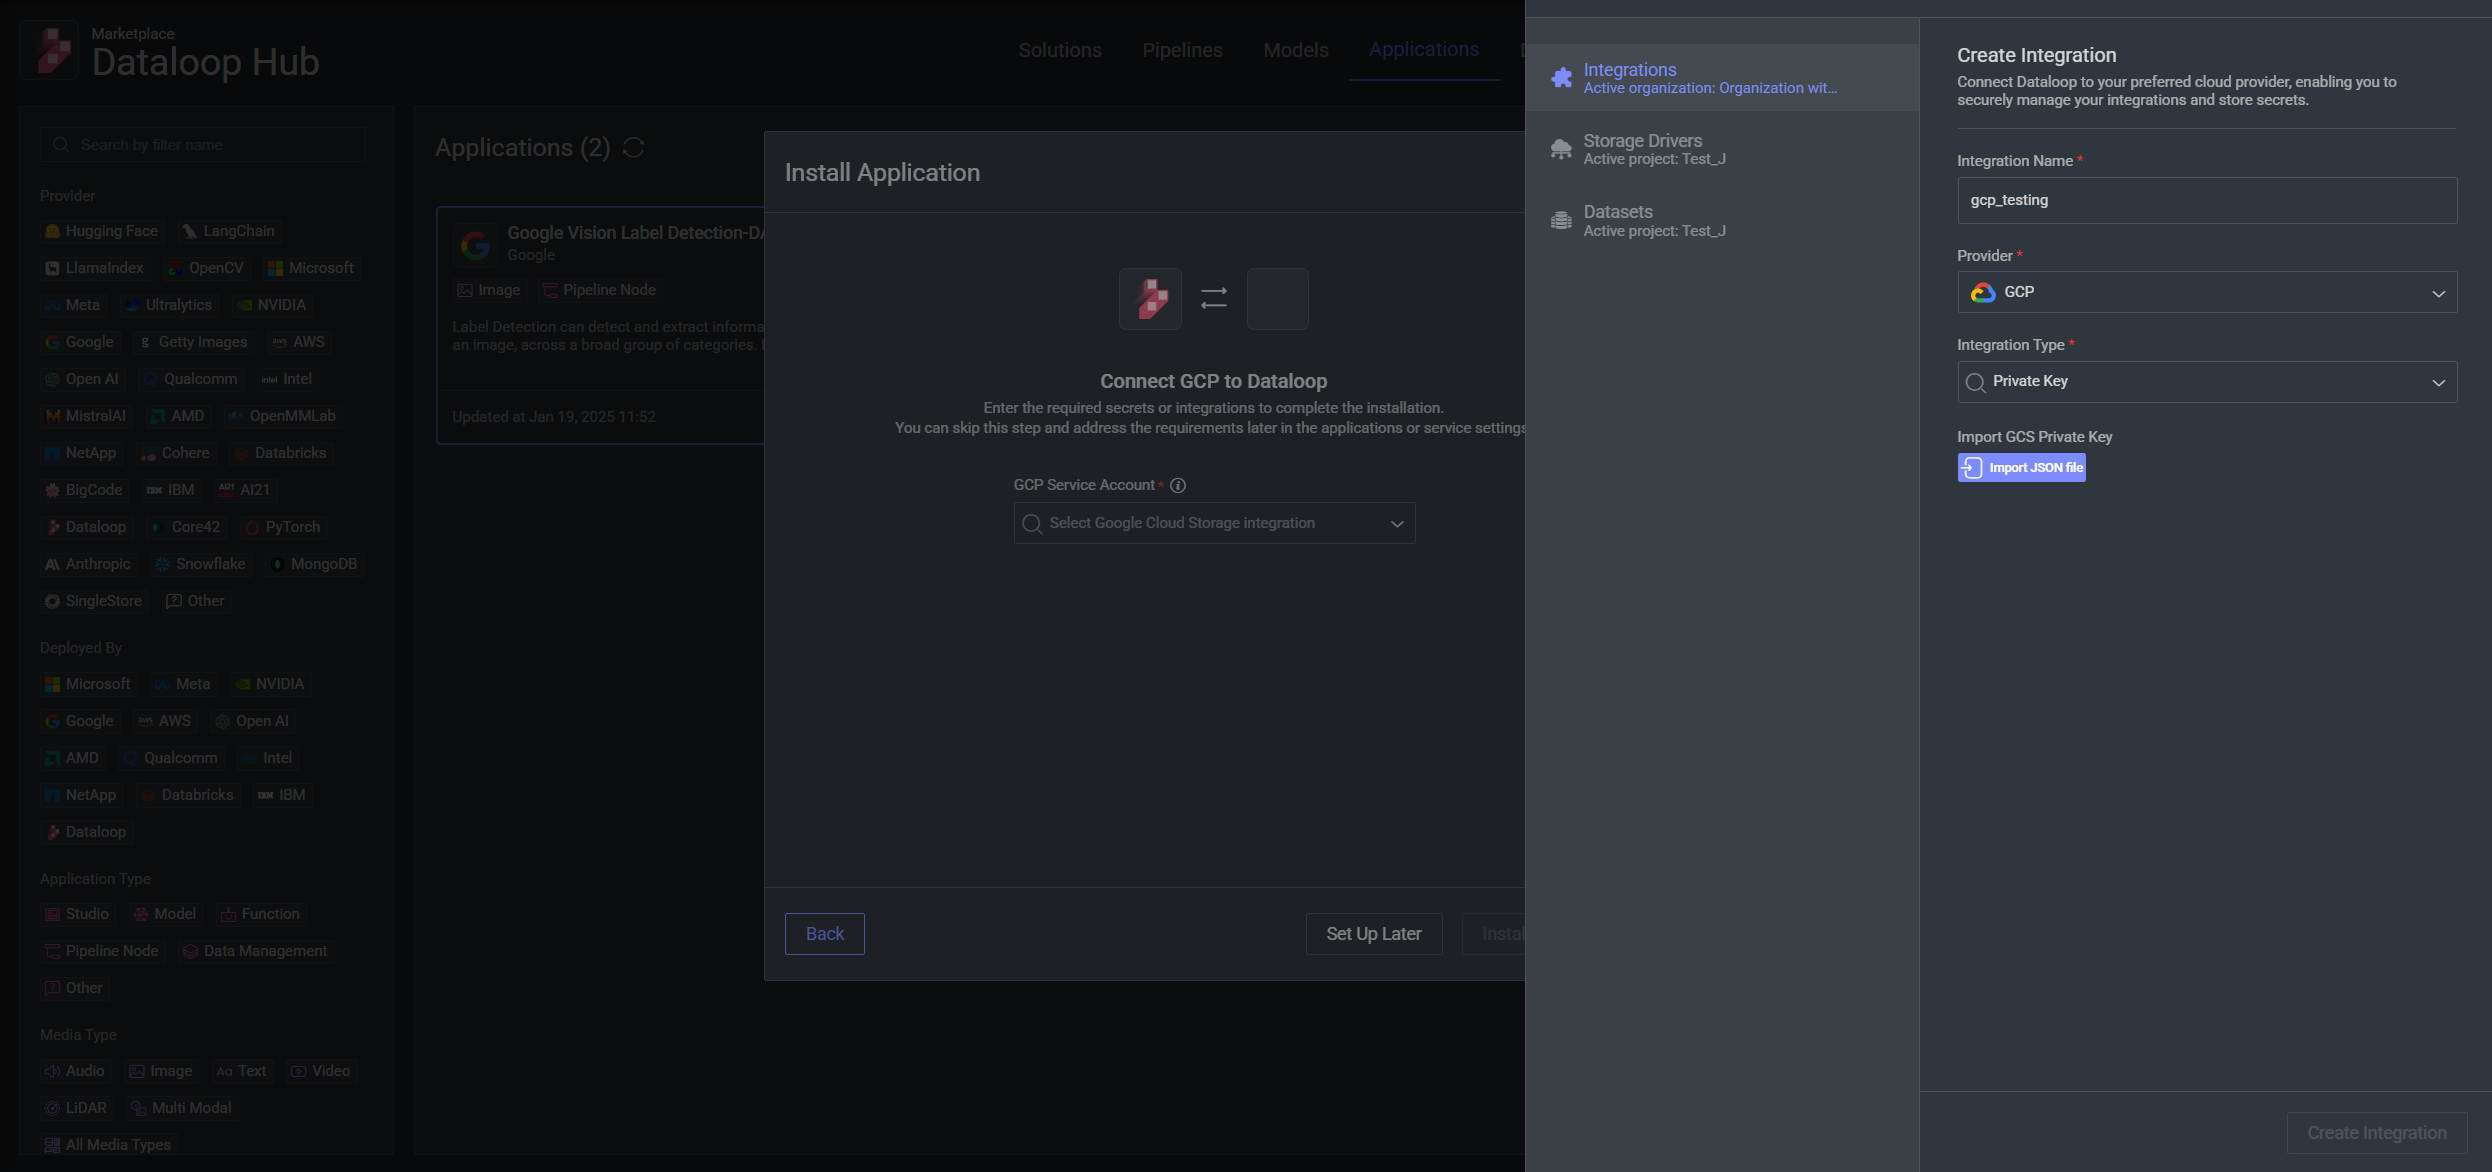 Marketplace
Dataloop Hub
Solutions
Pipelines
Models
Applications
Search by filter name
Provider
Hugging Face
LangChain
LlamaIndex
OpenCV
Microsoft
Meta
Ultralytics
NVIDIA
Google
Getty Images
AWS
Open AI
Qualcomm
Intel
MistralAI
AMD
OpenMMLab
NetApp
Cohere
Databricks
BigCode
IBM
AI21
Dataloop
Core42
PyTorch
Anthropic
Snowflake
MongoDB
SingleStore
Other
Deployed By
Microsoft
Meta
NVIDIA
Google
AWS
Open AI
AMD
Qualcomm
Intel
NetApp
Databricks
IBM
Dataloop
Application Type
Studio
Model
Function
Pipeline Node
Data Management
Other
Media Type
Audio
Image
Text
Video
LiDAR
Multi Modal
All Media Types
Applications (2)
Google Vision Label Detection-DA
Google
Image
Pipeline Node
Label Detection can detect and extract informa
an image, across a broad group of categories.
Updated at Jan 19, 2025 11:52
Install Application
Connect GCP to Dataloop
Enter the required secrets or integrations to complete the installation.
You can skip this step and address the requirements later in the applications or service settings
GCP Service Account *
Select Google Cloud Storage integration
Back
Set Up Later
Instal
Integrations
Active organization: Organization wit...
Storage Drivers
Active project: Test_J
Datasets
Active project: Test_J
Create Integration
Connect Dataloop to your preferred cloud provider, enabling you to
securely manage your integrations and store secrets.
Integration Name *
gcp_testing
Provider *
GCP
Integration Type *
Private Key
Import GCS Private Key
Import JSON file
Create Integration